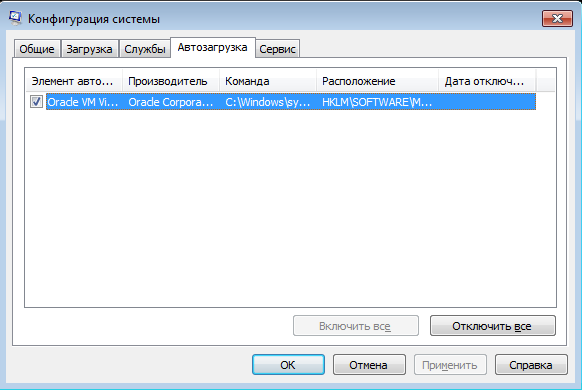 Конфигурация системы
Общие Загрузка Службы Автозагрузка Сервис
Элемент авто... Производитель Команда Расположение Дата отключ...
Oracle VM Vi... Oracle Corpora... C:\Windows\sy... HKLM\SOFTWARE\M...
Включить все Отключить все
ОК Отмена Применить Справка